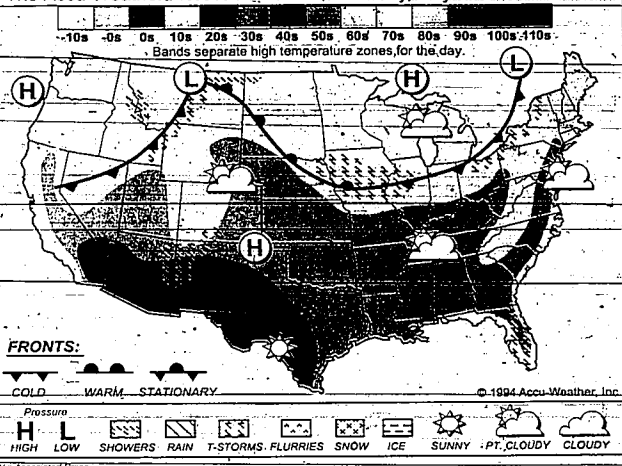 -10s -0s 0s 10s 20s 30s 40s 50s 60s 70s 80s 90s 100s 110s
Bands separate high temperature zones for the day.
H
L
H
L
H
FRONTS:
COLD WARM STATIONARY
© 1994 Accu-Weather, Inc.
Pressure
H L
HIGH LOW SHOWERS RAIN T-STORMS FLURRIES SNOW ICE SUNNY PT. CLOUDY CLOUDY